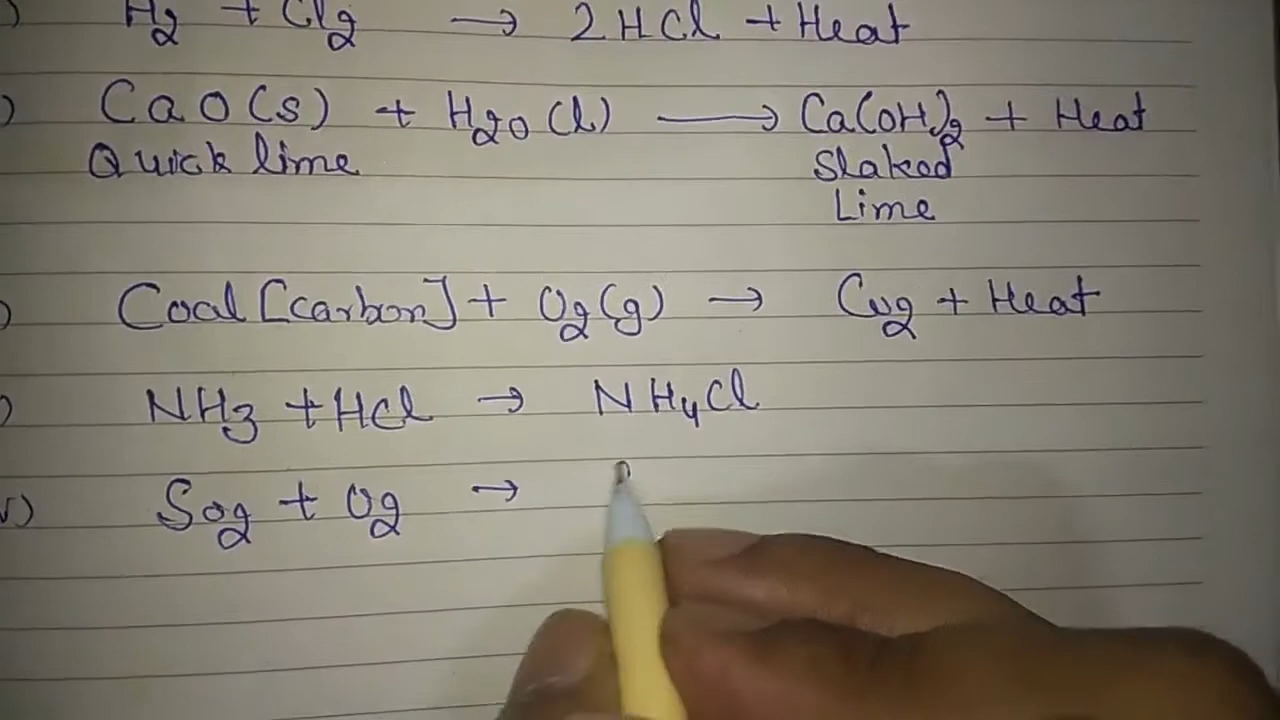 ) H2 + Cl2 → 2HCl + Heat
) CaO(s) + H2O(l) → Ca(OH)2 + Heat
Quick lime Slaked
Lime
) Coal [carbon] + O2(g) → CO2 + Heat
) NH3 + HCl → NH4Cl
v) SO2 + O2 →